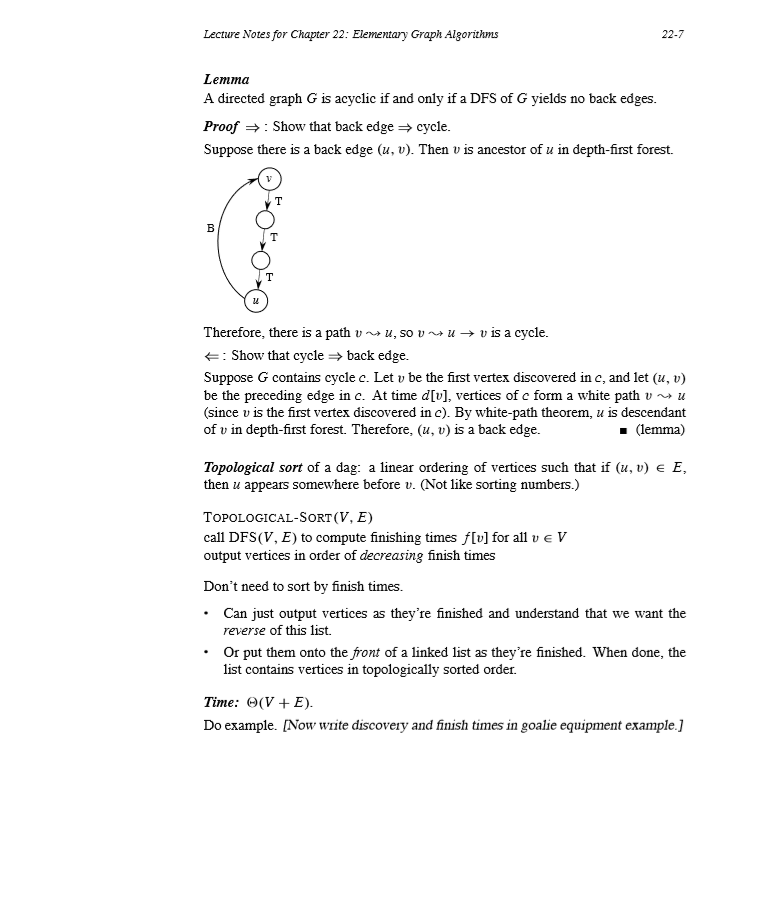 Lecture Notes for Chapter 22: Elementary Graph Algorithms 22-7
Lemma
A directed graph G is acyclic if and only if a DFS of G yields no back edges.
Proof ⇒ : Show that back edge ⇒ cycle.
Suppose there is a back edge (u, v). Then v is ancestor of u in depth-first forest.
v
T
B
T
T
u
Therefore, there is a path v ⇝ u, so v ⇝ u → v is a cycle.
⇐ : Show that cycle ⇒ back edge.
Suppose G contains cycle c. Let v be the first vertex discovered in c, and let (u, v)
be the preceding edge in c. At time d[v], vertices of c form a white path v ⇝ u
(since v is the first vertex discovered in c). By white-path theorem, u is descendant
of v in depth-first forest. Therefore, (u, v) is a back edge. ■ (lemma)
Topological sort of a dag: a linear ordering of vertices such that if (u, v) ∈ E,
then u appears somewhere before v. (Not like sorting numbers.)
TOPOLOGICAL-SORT(V, E)
call DFS(V, E) to compute finishing times f[v] for all v ∈ V
output vertices in order of decreasing finish times
Don't need to sort by finish times.
• Can just output vertices as they're finished and understand that we want the
reverse of this list.
• Or put them onto the front of a linked list as they're finished. When done, the
list contains vertices in topologically sorted order.
Time: Θ(V + E).
Do example. [Now write discovery and finish times in goalie equipment example.]